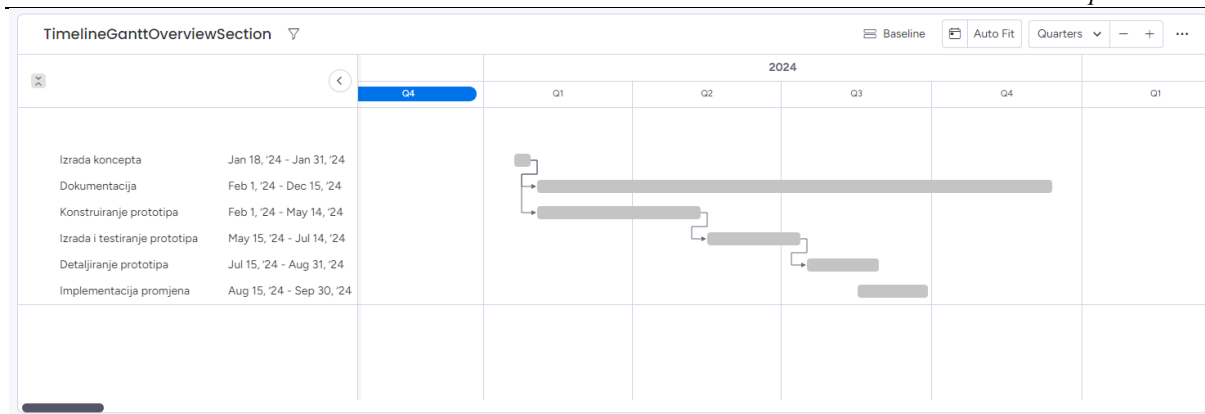 TimelineGanttOverviewSection Baseline Auto Fit Quarters
2024
Q4 Q1 Q2 Q3 Q4 Q1
Izrada koncepta Jan 18, '24 - Jan 31, '24
Dokumentacija Feb 1, '24 - Dec 15, '24
Konstruiranje prototipa Feb 1, '24 - May 14, '24
Izrada i testiranje prototipa May 15, '24 - Jul 14, '24
Detaljiranje prototipa Jul 15, '24 - Aug 31, '24
Implementacija promjena Aug 15, '24 - Sep 30, '24